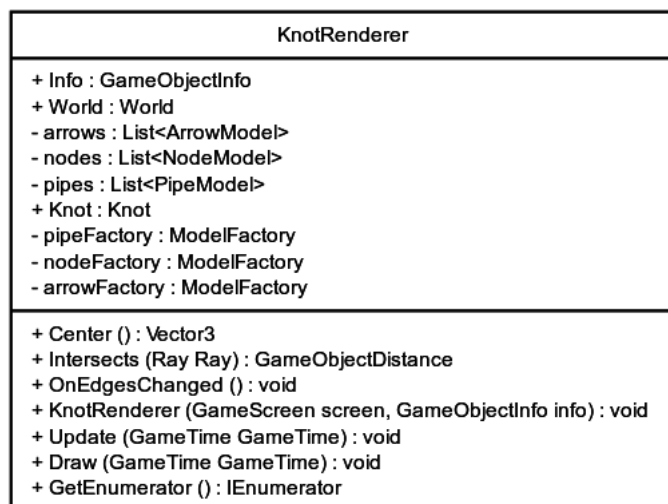 KnotRenderer
+ Info : GameObjectInfo
+ World : World
- arrows : List<ArrowModel>
- nodes : List<NodeModel>
- pipes : List<PipeModel>
+ Knot : Knot
- pipeFactory : ModelFactory
- nodeFactory : ModelFactory
- arrowFactory : ModelFactory
+ Center () : Vector3
+ Intersects (Ray Ray) : GameObjectDistance
+ OnEdgesChanged () : void
+ KnotRenderer (GameScreen screen, GameObjectInfo info) : void
+ Update (GameTime GameTime) : void
+ Draw (GameTime GameTime) : void
+ GetEnumerator () : IEnumerator